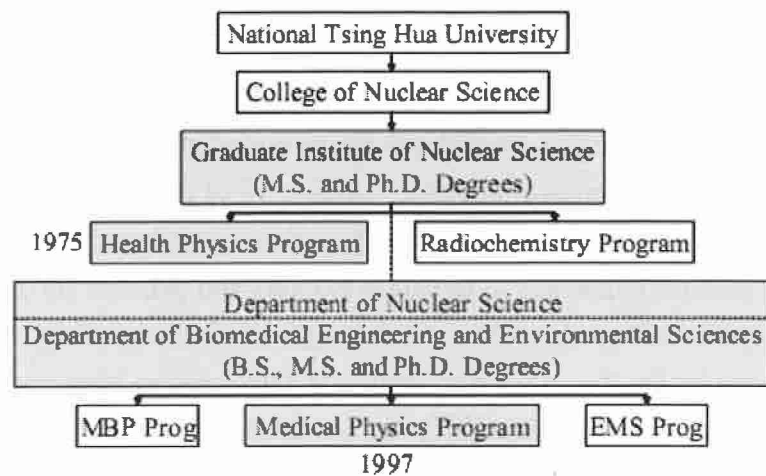 National Tsing Hua University
College of Nuclear Science
Graduate Institute of Nuclear Science
(M.S. and Ph.D. Degrees)
1975 Health Physics Program Radiochemistry Program
Department of Nuclear Science
Department of Biomedical Engineering and Environmental Sciences
(B.S., M.S. and Ph.D. Degrees)
MBP Prog Medical Physics Program EMS Prog
1997